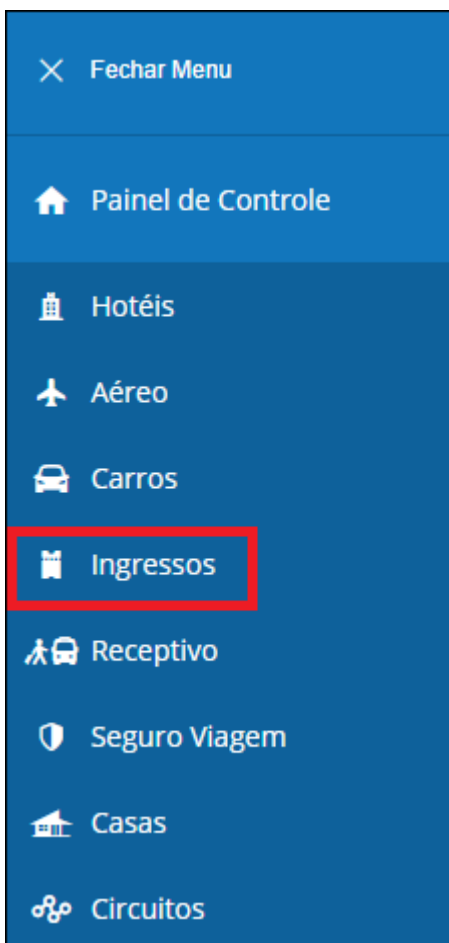 Fechar Menu
Painel de Controle
Hotéis
Aéreo
Carros
Ingressos
Receptivo
Seguro Viagem
Casas
Circuitos